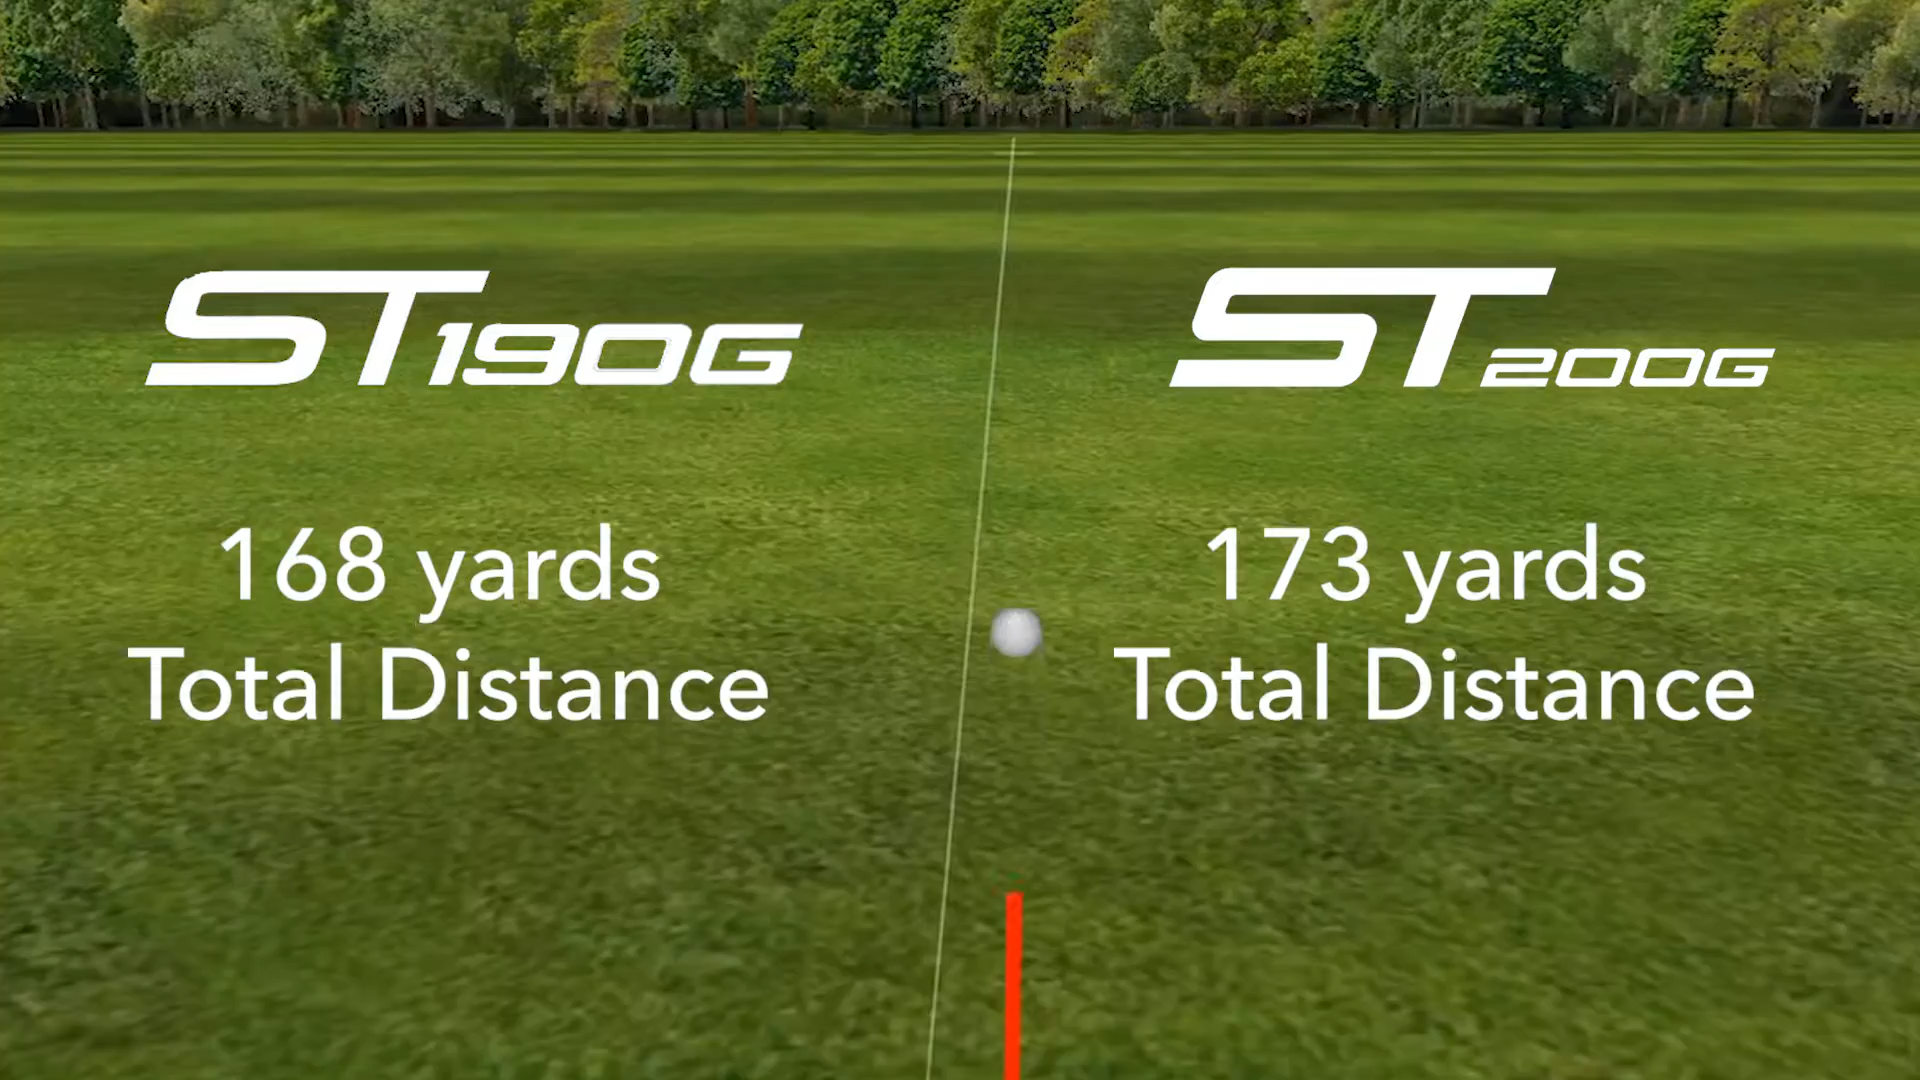 ST190G
168 yards
Total Distance
ST200G
173 yards
Total Distance